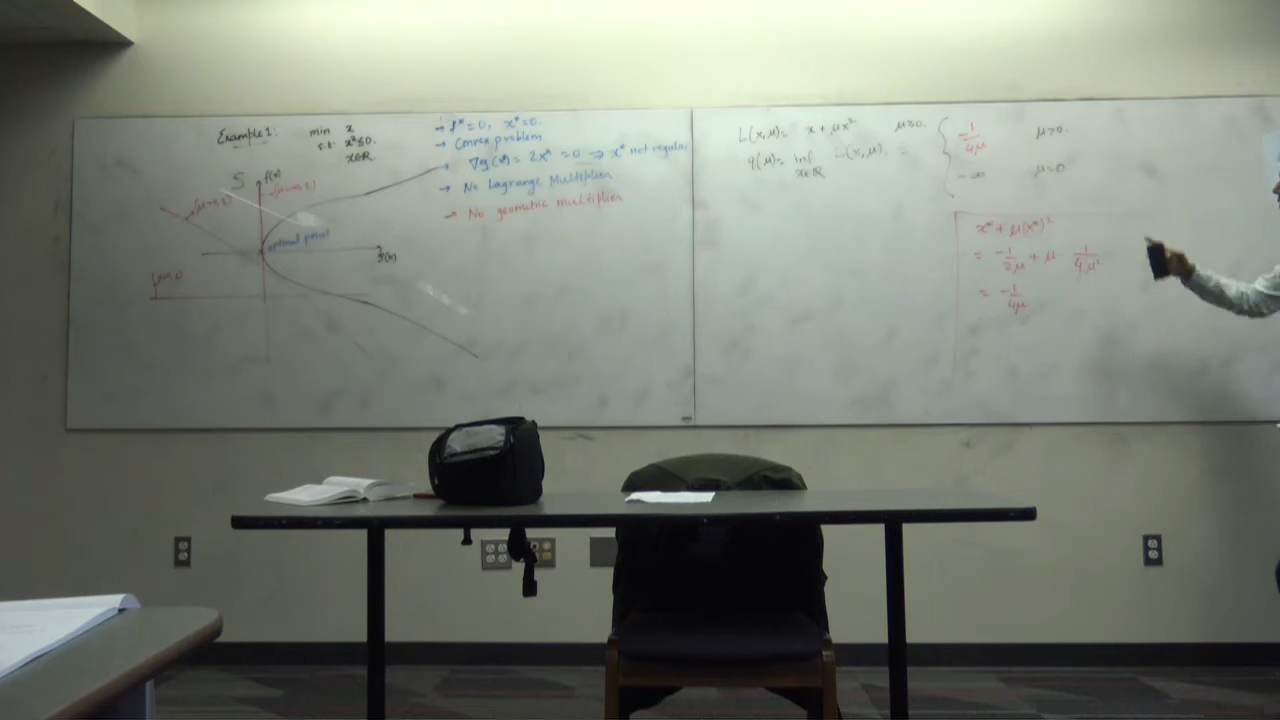 Example 1: min x
s.t. x² ≤ 0.
x ∈ ℝ
→ f* = 0, x* = 0.
→ Convex problem
∇g(x*) = 2x* = 0 ⇒ x* not regular
→ No Lagrange Multiplier
→ No geometric multiplier
S
f(x)
optimal point
g(x)
L(x,μ) = x + μx² μ≥0.
q(μ) = inf L(x,μ) =
x∈ℝ
-1/4μ μ>0.
-∞ μ=0
x* + μ(x*)²
= -1/2μ + μ 1/4μ²
= -1/4μ